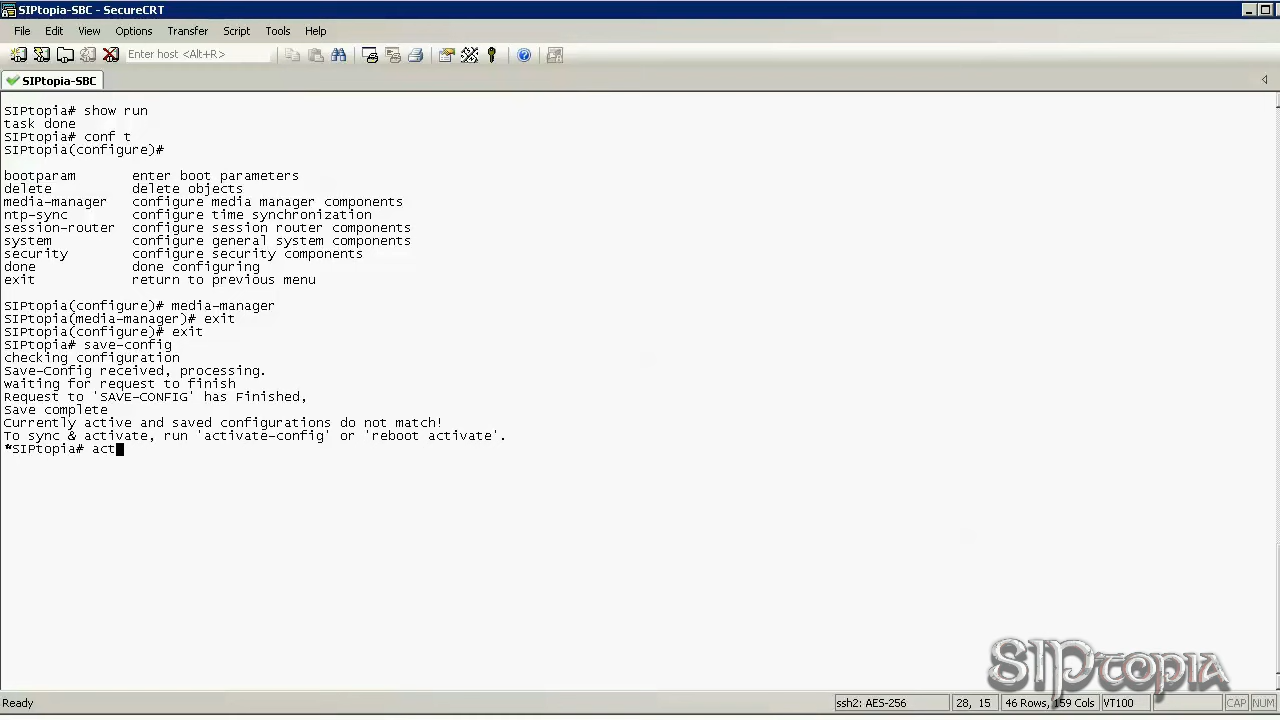 SIPtopia-SBC - SecureCRT
File Edit View Options Transfer Script Tools Help
Enter host <Alt+R>
SIPtopia-SBC
SIPtopia# show run
task done
SIPtopia# conf t
SIPtopia(configure)#
bootparam enter boot parameters
delete delete objects
media-manager configure media manager components
ntp-sync configure time synchronization
session-router configure session router components
system configure general system components
security configure security components
done done configuring
exit return to previous menu
SIPtopia(configure)# media-manager
SIPtopia(media-manager)# exit
SIPtopia(configure)# exit
SIPtopia# save-config
checking configuration
Save-Config received, processing.
waiting for request to finish
Request to 'SAVE-CONFIG' has Finished,
Save complete
Currently active and saved configurations do not match!
To sync & activate, run 'activate-config' or 'reboot activate'.
*SIPtopia# act
SIPtopia
Ready ssh2: AES-256 28, 15 46 Rows, 159 Cols VT100 CAP NUM